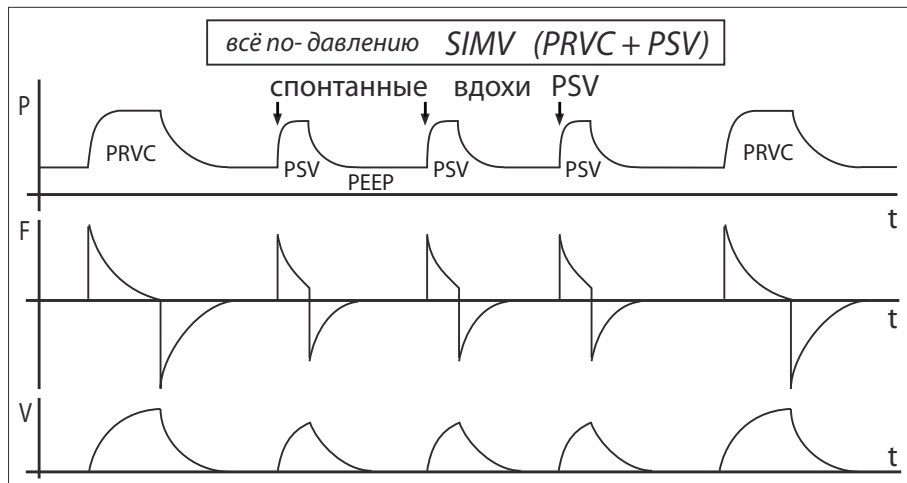 всё по- давлению SIMV (PRVC + PSV)
спонтанные вдохи PSV
P
PRVC
PSV
PEEP
PSV
PSV
PRVC
t
F
t
V
t